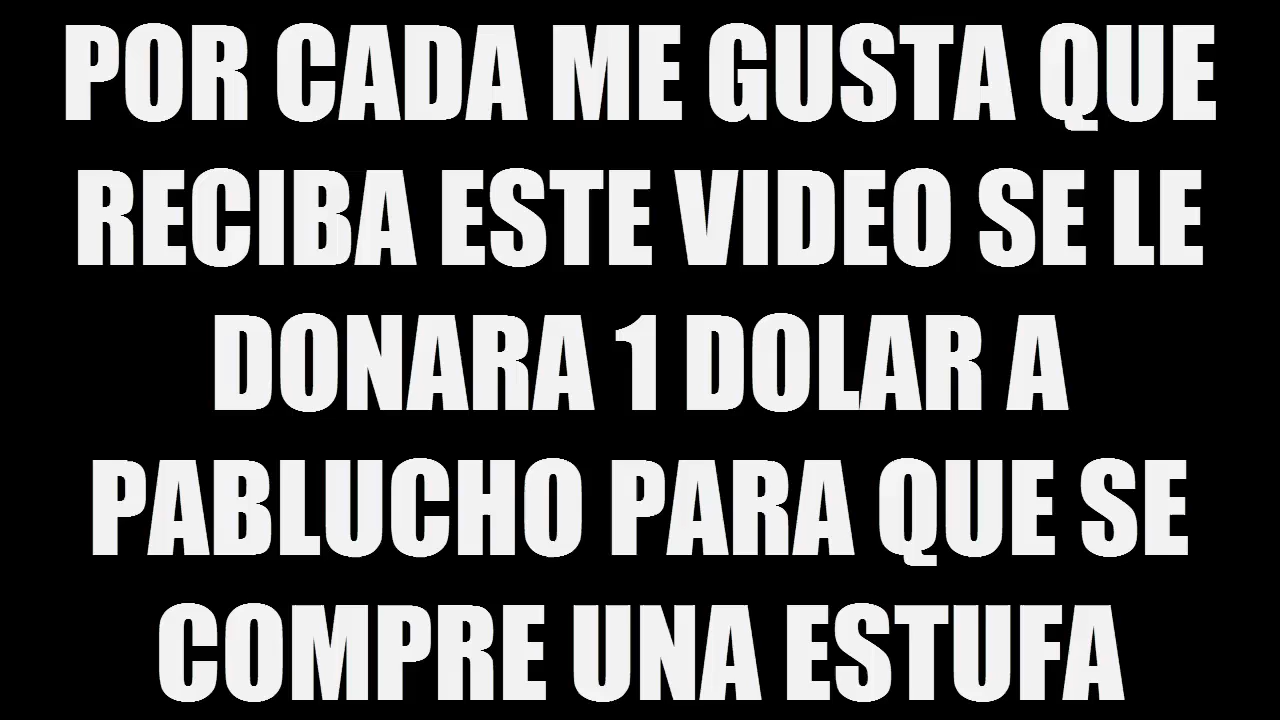 POR CADA ME GUSTA QUE
RECIBA ESTE VIDEO SE LE
DONARA 1 DOLAR A
PABLUCHO PARA QUE SE
COMPRE UNA ESTUFA